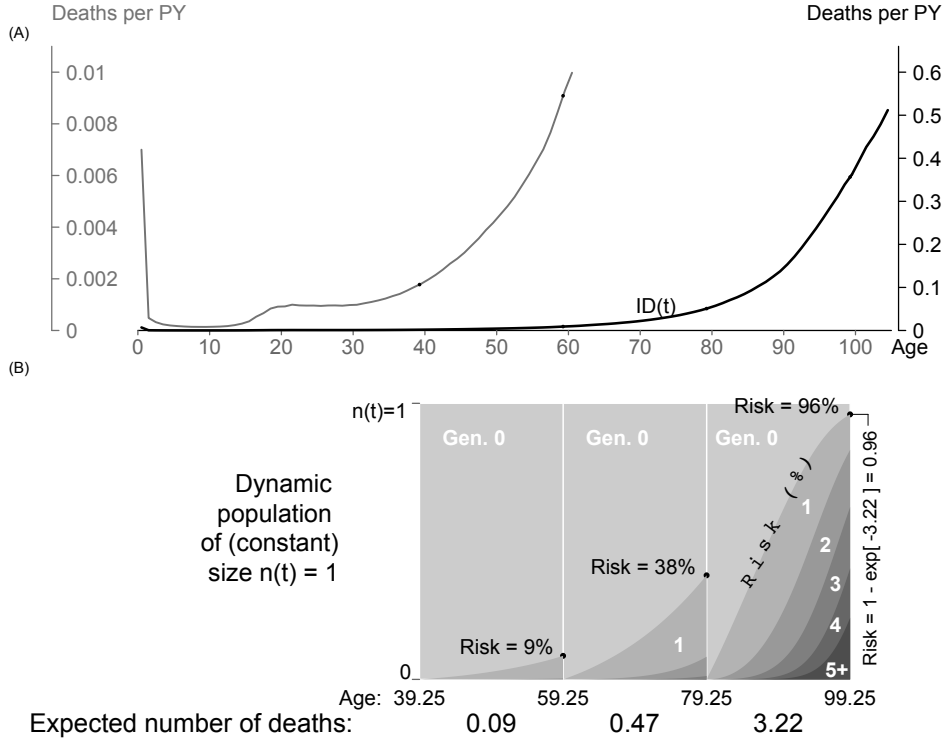 Deaths per PY Deaths per PY
(A)
0.01 0.6
0.008 0.5
0.006 0.4
0.3
0.004 0.2
0.002 0.1
ID(t)
0 0
0 10 20 30 40 50 60 70 80 90 100 Age
(B)
n(t)=1 Risk = 96%
Gen. 0 Gen. 0 Gen. 0
Dynamic
population
of (constant)
size n(t) = 1
Risk (%)
Risk = 1 - exp[ -3.22 ] = 0.96
1
2
Risk = 38%
3
4
Risk = 9% 1
5+
0
Age: 39.25 59.25 79.25 99.25
Expected number of deaths: 0.09 0.47 3.22